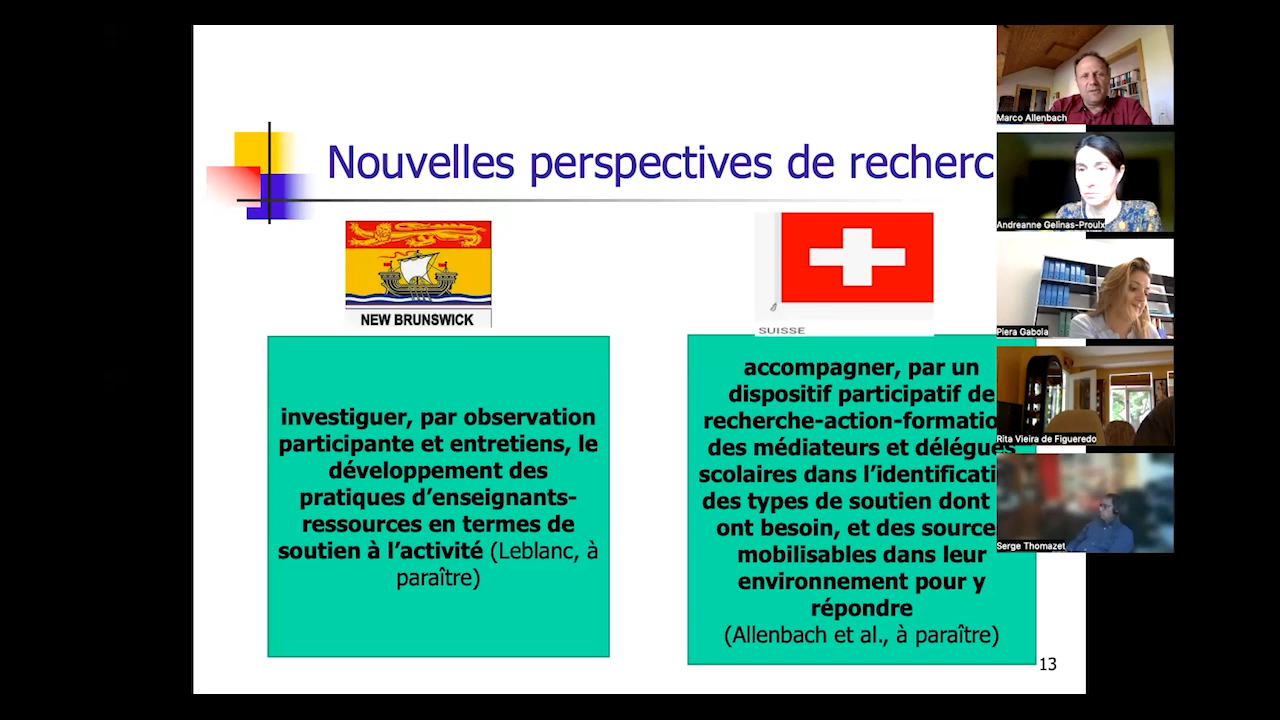 Nouvelles perspectives de recherc
NEW BRUNSWICK
SUISSE
investiguer, par observation
participante et entretiens, le
développement des
pratiques d’enseignants-
ressources en termes de
soutien à l’activité (Leblanc, à
paraître)
accompagner, par un
dispositif participatif de
recherche-action-formatio
des médiateurs et délégués
scolaires dans l’identificati
des types de soutien dont
ont besoin, et des source
mobilisables dans leur
environnement pour y
répondre
(Allenbach et al., à paraître)
13
Marco Allenbach
Andreanne Gelinas-Proulx
Piera Gabola
Rita Vieira de Figueredo
Serge Thomazet